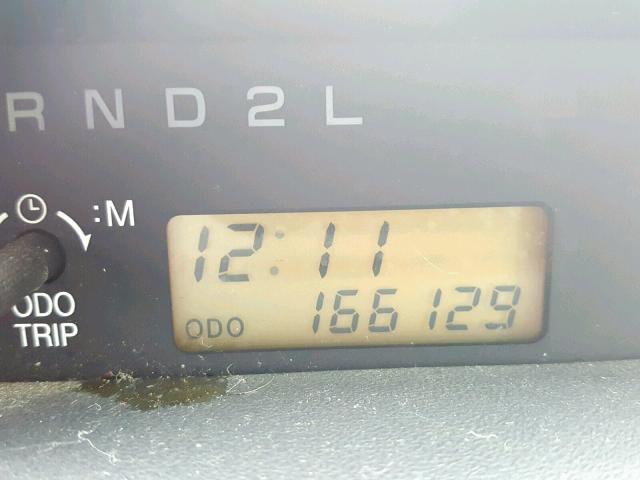 R N D 2 L
:M
12:11
ODO
TRIP
ODO 166129